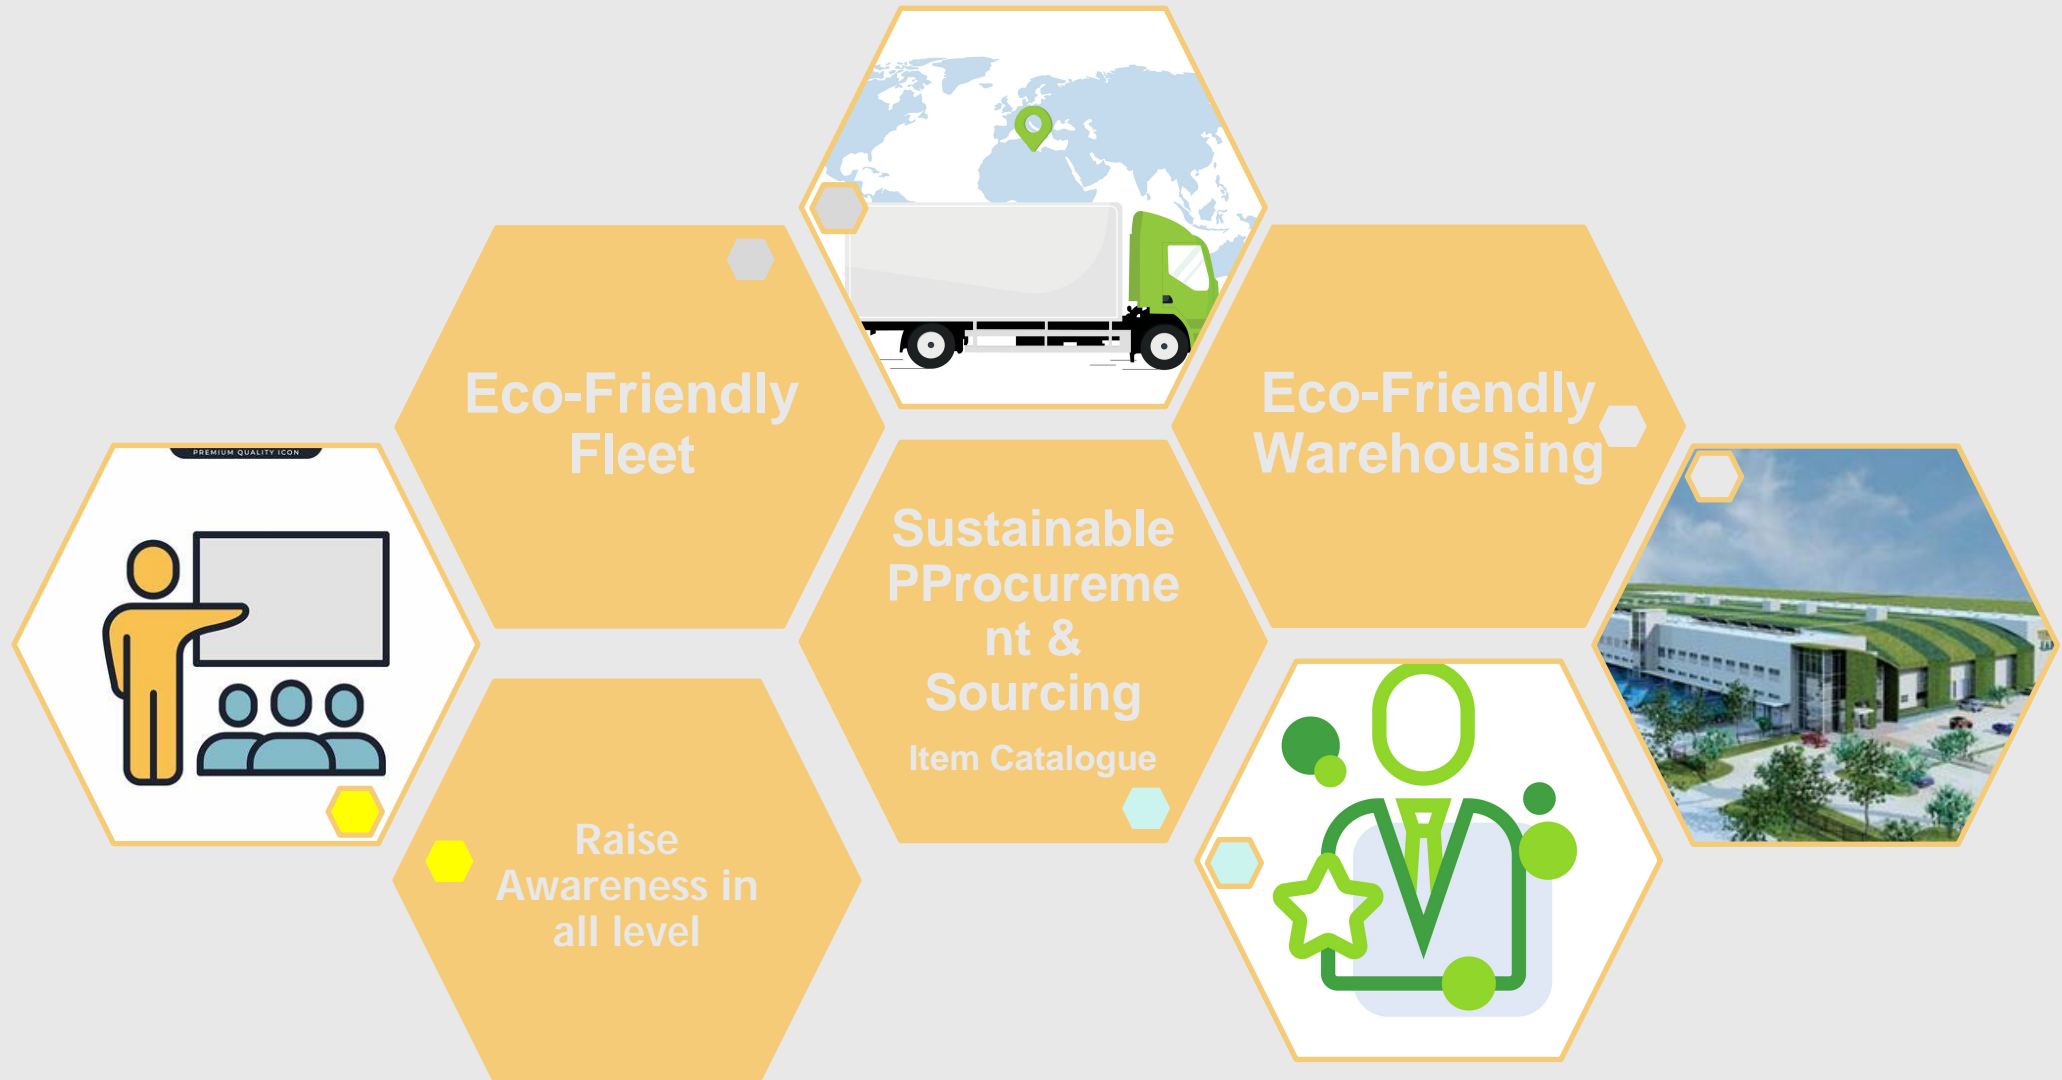 PREMIUM QUALITY ICON
Eco-Friendly
Fleet
Eco-Friendly
Warehousing
Sustainable
PProcureme
nt &
Sourcing
Item Catalogue
Raise
Awareness in
all level